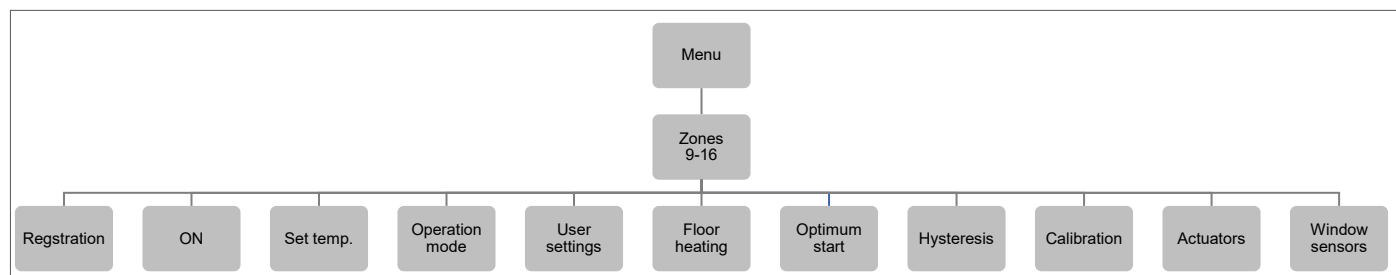 Menu
Zones
9-16
Regstration
ON
Set temp.
Operation
mode
User
settings
Floor
heating
Optimum
start
Hysteresis
Calibration
Actuators
Window
sensors